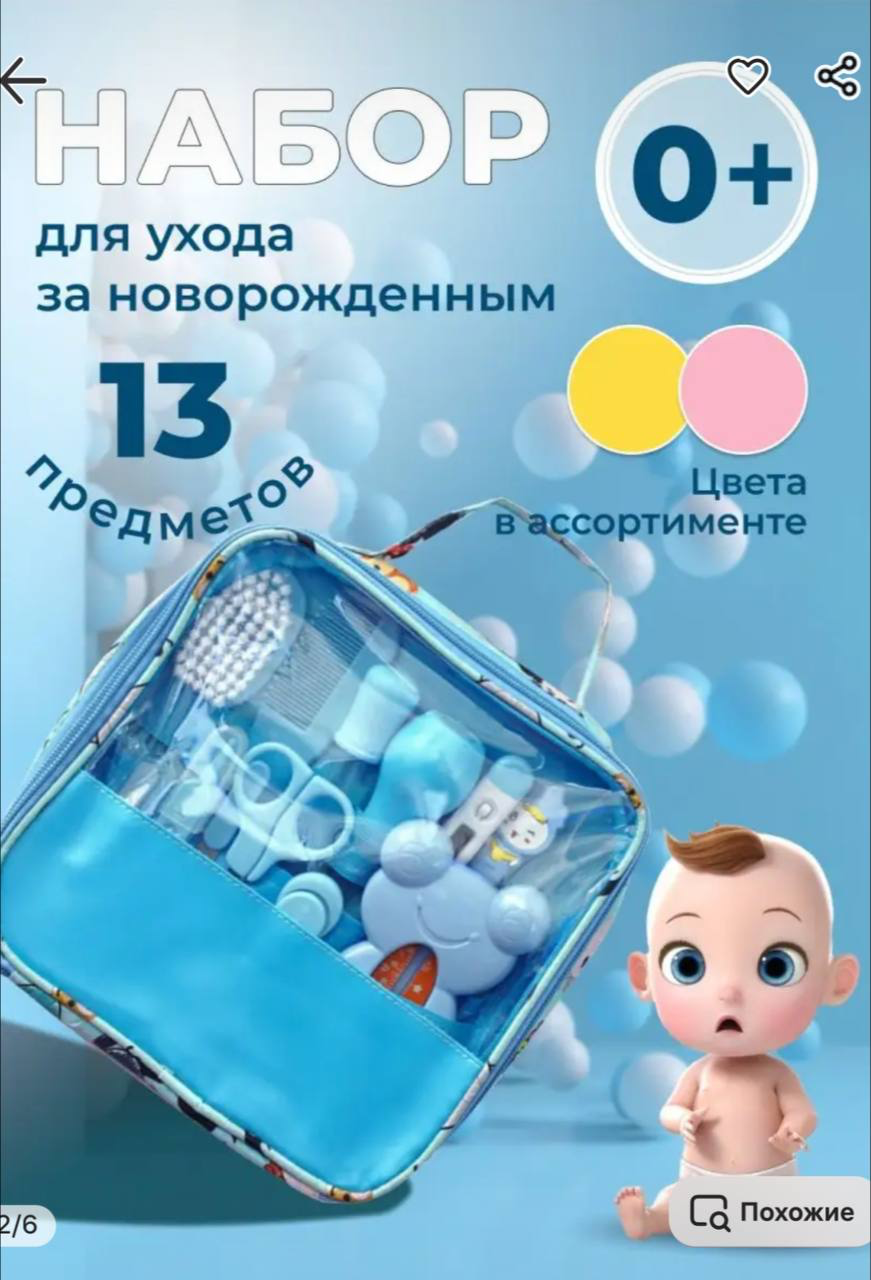 НАБОР
0+
для ухода
за новорожденным
13
предметов
Цвета
в ассортименте
2/6
Похожие